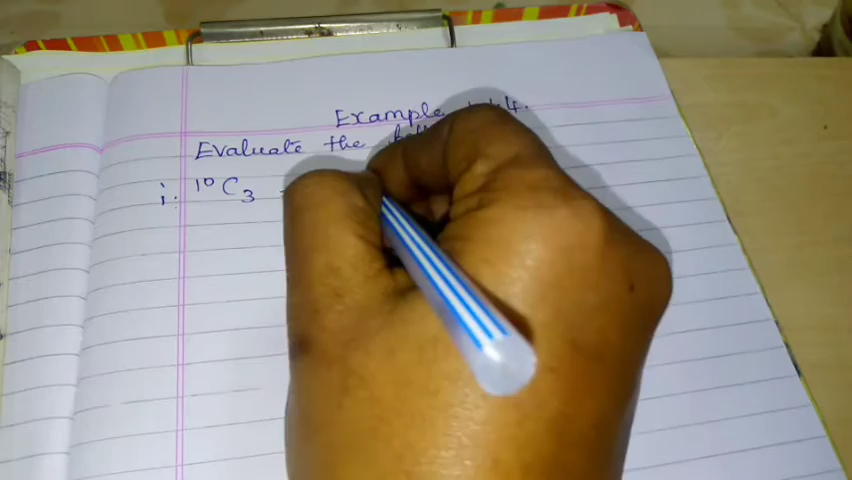 Example
Evaluate the
i. ¹⁰C₃